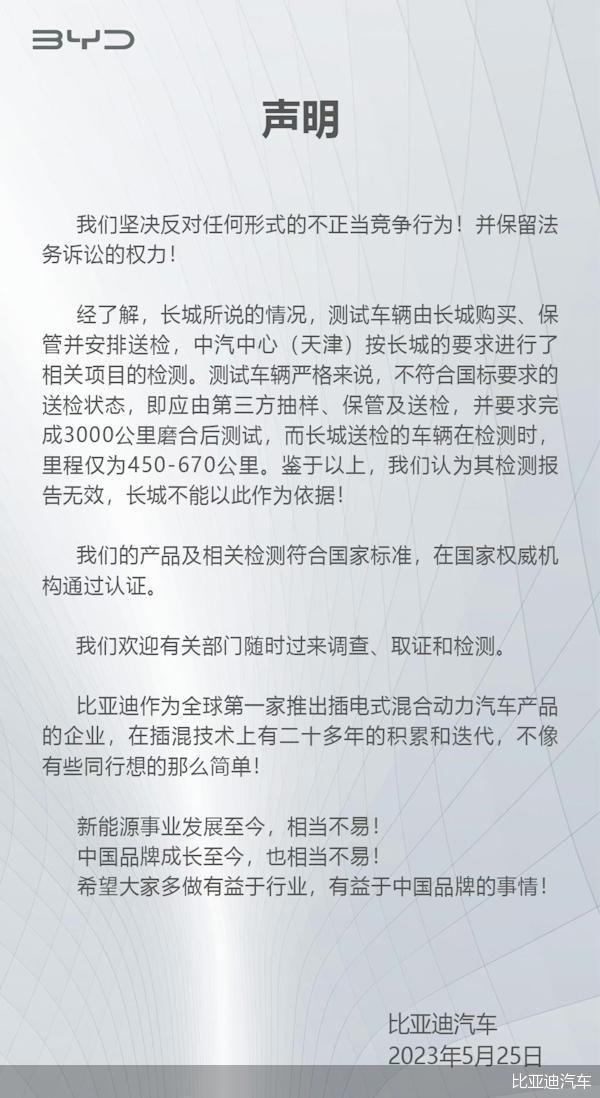 BYD
声明
我们坚决反对任何形式的不正当竞争行为！并保留法
务诉讼的权力！
经了解，长城所说的情况，测试车辆由长城购买、保
管并安排送检，中汽中心（天津）按长城的要求进行了
相关项目的检测。测试车辆严格来说，不符合国标要求的
送检状态，即应由第三方抽样、保管及送检，并要求完
成3000公里磨合后测试，而长城送检的车辆在检测时，
里程仅为450-670公里。鉴于以上，我们认为其检测报
告无效，长城不能以此作为依据！
我们的产品及相关检测符合国家标准，在国家权威机
构通过认证。
我们欢迎有关部门随时过来调查、取证和检测。
比亚迪作为全球第一家推出插电式混合动力汽车产品
的企业，在插混技术上有二十多年的积累和迭代，不像
有些同行想的那么简单！
新能源事业发展至今，相当不易！
中国品牌成长至今，也相当不易！
希望大家多做有益于行业，有益于中国品牌的事情！
比亚迪汽车
2023年5月25日
比亚迪汽车